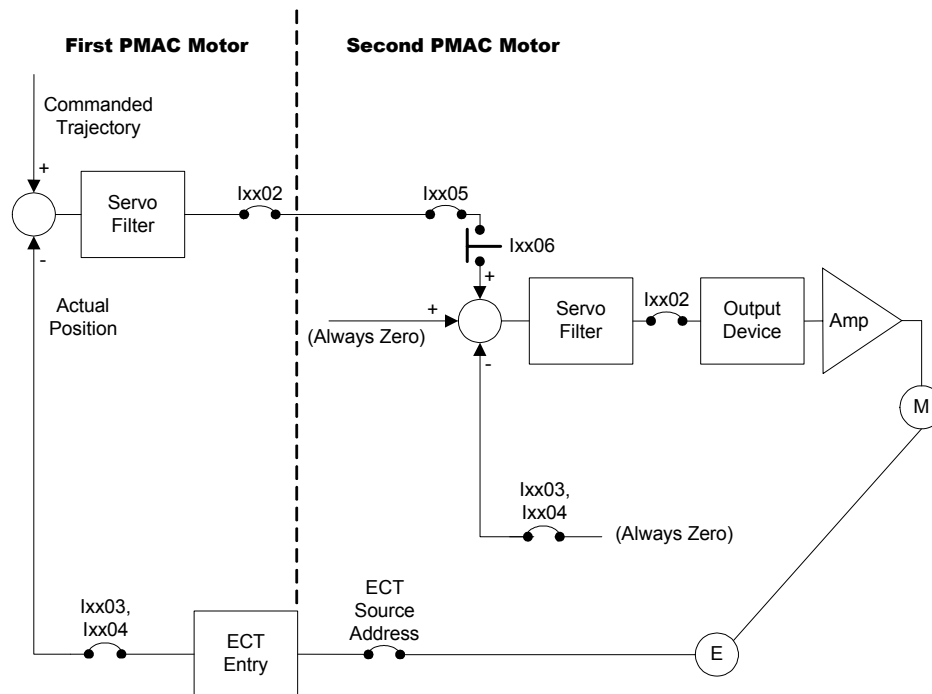 First PMAC Motor
Second PMAC Motor
Commanded
Trajectory
+
Servo
Filter
Ixx02
Ixx05
Ixx06
-
+
Actual
Position
+
(Always Zero)
Servo
Filter
Ixx02
Output
Device
Amp
-
M
Ixx03,
Ixx04
(Always Zero)
Ixx03,
Ixx04
ECT
Entry
ECT
Source
Address
E